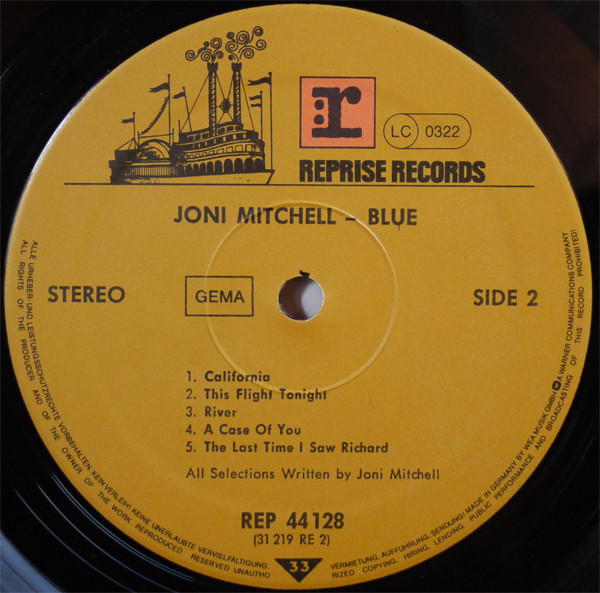 r
LC 0322
REPRISE RECORDS
JONI MITCHELL – BLUE
STEREO
GEMA
SIDE 2
1. California
2. This Flight Tonight
3. River
4. A Case Of You
5. The Last Time I Saw Richard
All Selections Written by Joni Mitchell
REP 44 128
(31 219 RE 2)
33
ALLE URHEBER- UND LEISTUNGSSCHUTZRECHTE VORBEHALTEN KEIN VERLEIH! KEINE UNERLAUBTE VERVIELFÄLTIGUNG, VERMIETUNG, AUFFÜHRUNG, SENDUNG! MADE IN GERMANY BY WEA MUSIK GMBH A WARNER COMMUNICATIONS COMPANY
ALL RIGHTS OF THE PRODUCER AND OF THE OWNER OF THE WORK REPRODUCED RESERVED UNAUTHO RIZED COPYING, HIRING, LENDING, PUBLIC PERFORMANCE AND BROADCASTING OF THIS RECORD PROHIBITED!